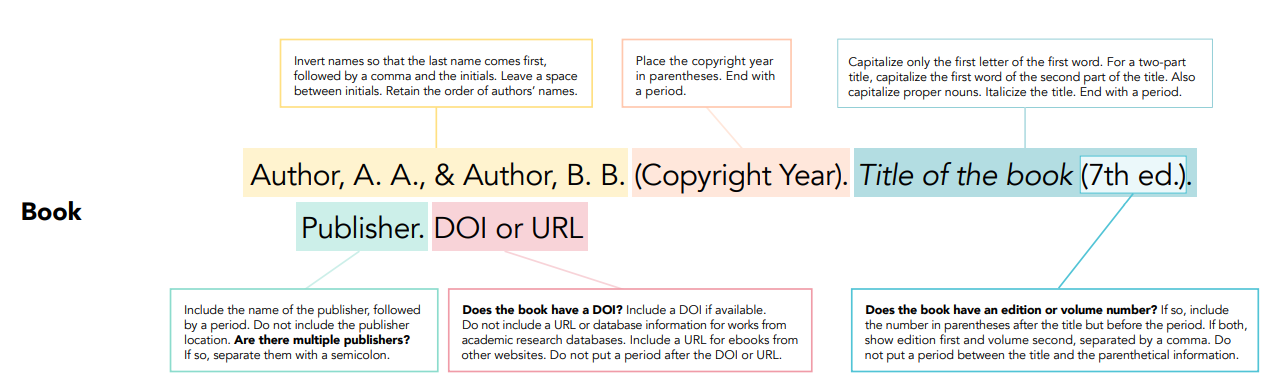 Invert names so that the last name comes first,
followed by a comma and the initials. Leave a space
between initials. Retain the order of authors’ names.
Place the copyright year
in parentheses. End with
a period.
Capitalize only the first letter of the first word. For a two-part
title, capitalize the first word of the second part of the title. Also
capitalize proper nouns. Italicize the title. End with a period.
Book
Author, A. A., & Author, B. B. (Copyright Year). Title of the book (7th ed.).
Publisher. DOI or URL
Include the name of the publisher, followed
by a period. Do not include the publisher
location. Are there multiple publishers?
If so, separate them with a semicolon.
Does the book have a DOI? Include a DOI if available.
Do not include a URL or database information for works from
academic research databases. Include a URL for ebooks from
other websites. Do not put a period after the DOI or URL.
Does the book have an edition or volume number? If so, include
the number in parentheses after the title but before the period. If both,
show edition first and volume second, separated by a comma. Do
not put a period between the title and the parenthetical information.